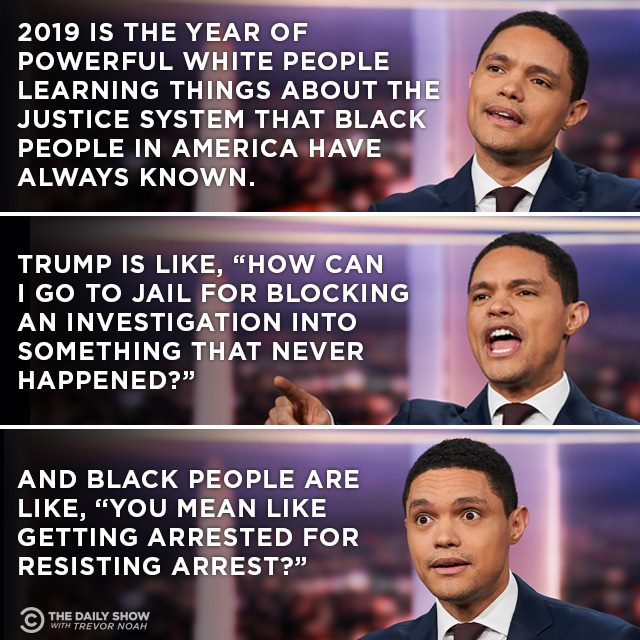 2019 IS THE YEAR OF
POWERFUL WHITE PEOPLE
LEARNING THINGS ABOUT THE
JUSTICE SYSTEM THAT BLACK
PEOPLE IN AMERICA HAVE
ALWAYS KNOWN.
TRUMP IS LIKE, “HOW CAN
I GO TO JAIL FOR BLOCKING
AN INVESTIGATION INTO
SOMETHING THAT NEVER
HAPPENED?”
AND BLACK PEOPLE ARE
LIKE, “YOU MEAN LIKE
GETTING ARRESTED FOR
RESISTING ARREST?”
THE DAILY SHOW
WITH TREVOR NOAH